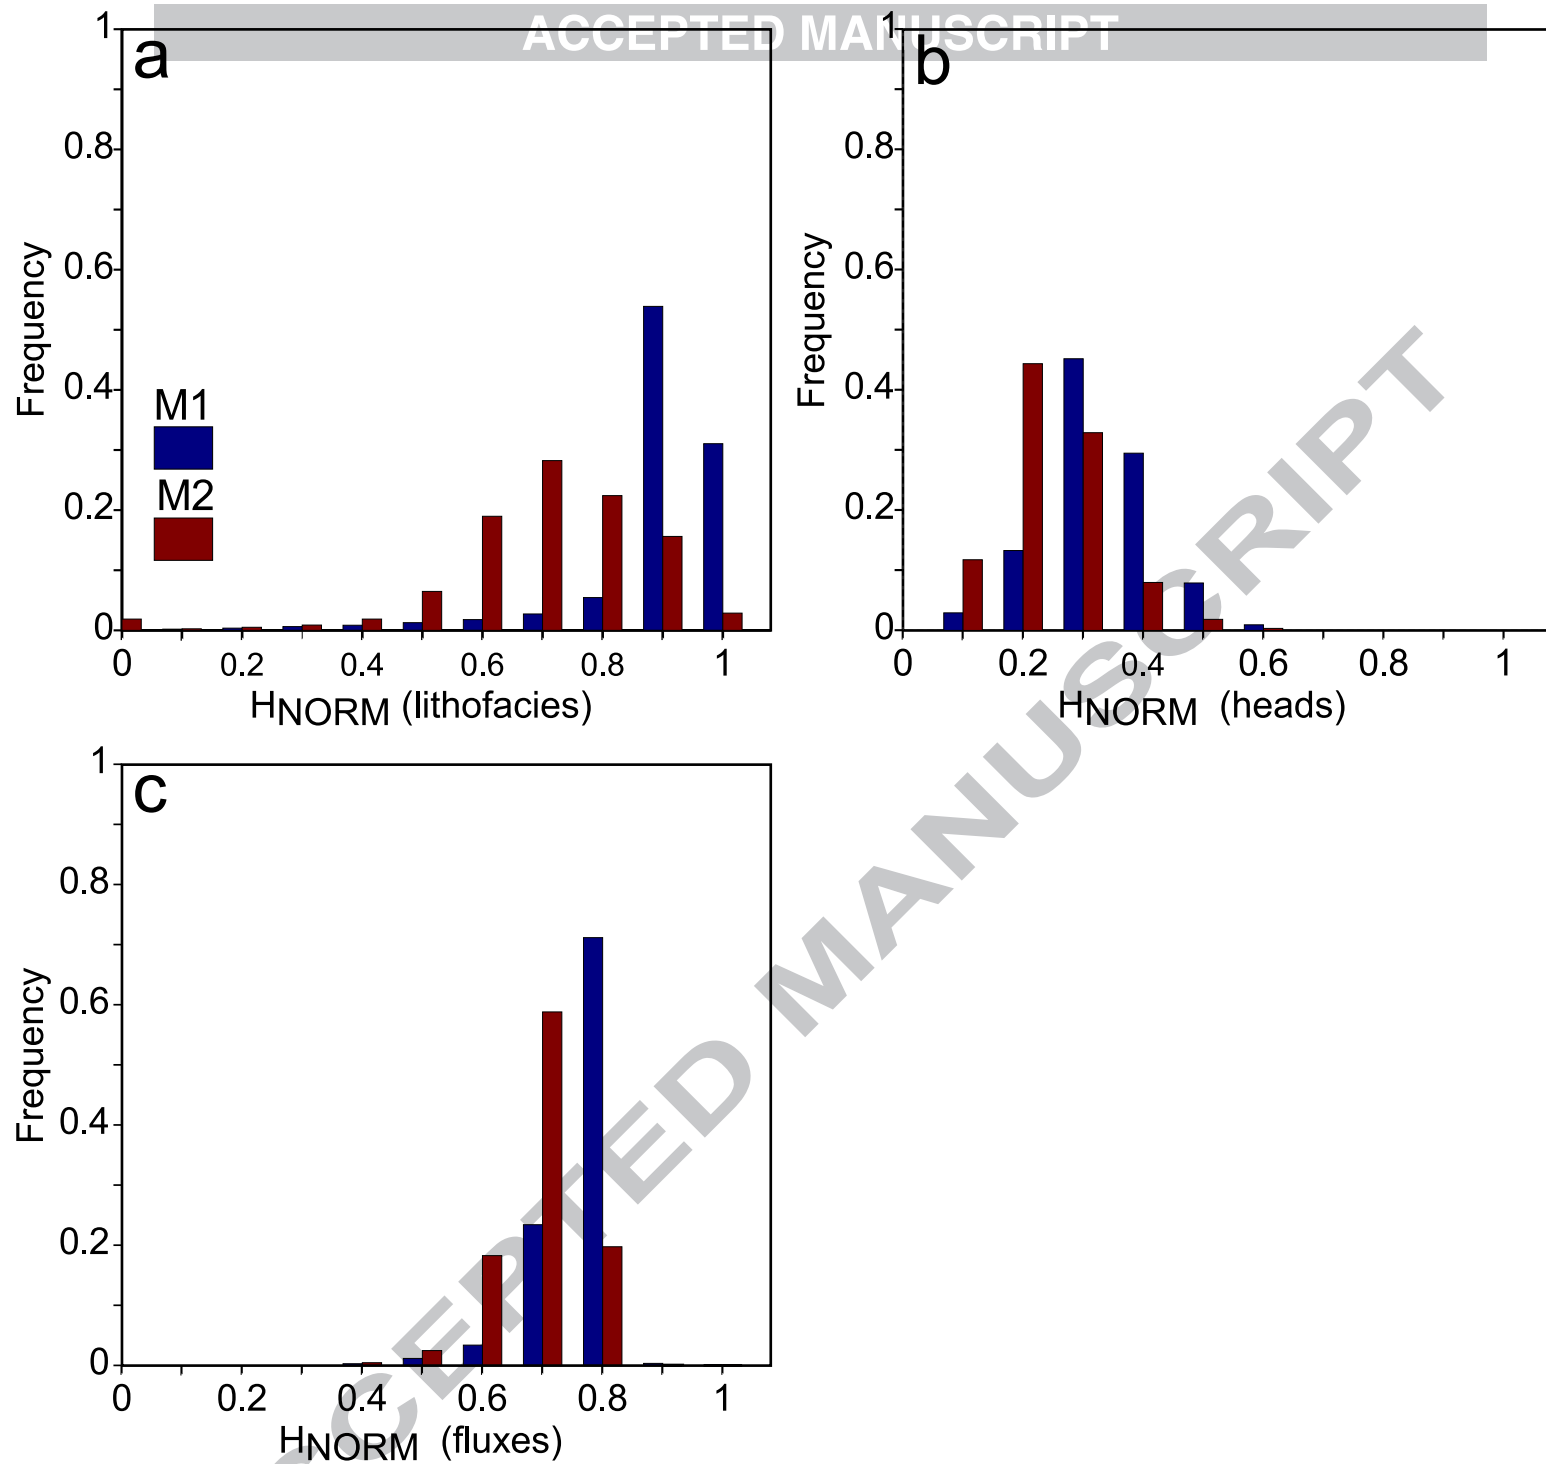 ACCEPTED MANUSCRIPT
a
1
0.8
0.6
0.4
0.2
0
Frequency
M1
M2
0 0.2 0.4 0.6 0.8 1
HNORM (lithofacies)
b
1
0.8
0.6
0.4
0.2
0
Frequency
0 0.2 0.4 0.6 0.8 1
HNORM (heads)
c
1
0.8
0.6
0.4
0.2
0
Frequency
0 0.2 0.4 0.6 0.8 1
HNORM (fluxes)
CCEPTED MANUSCRIPT